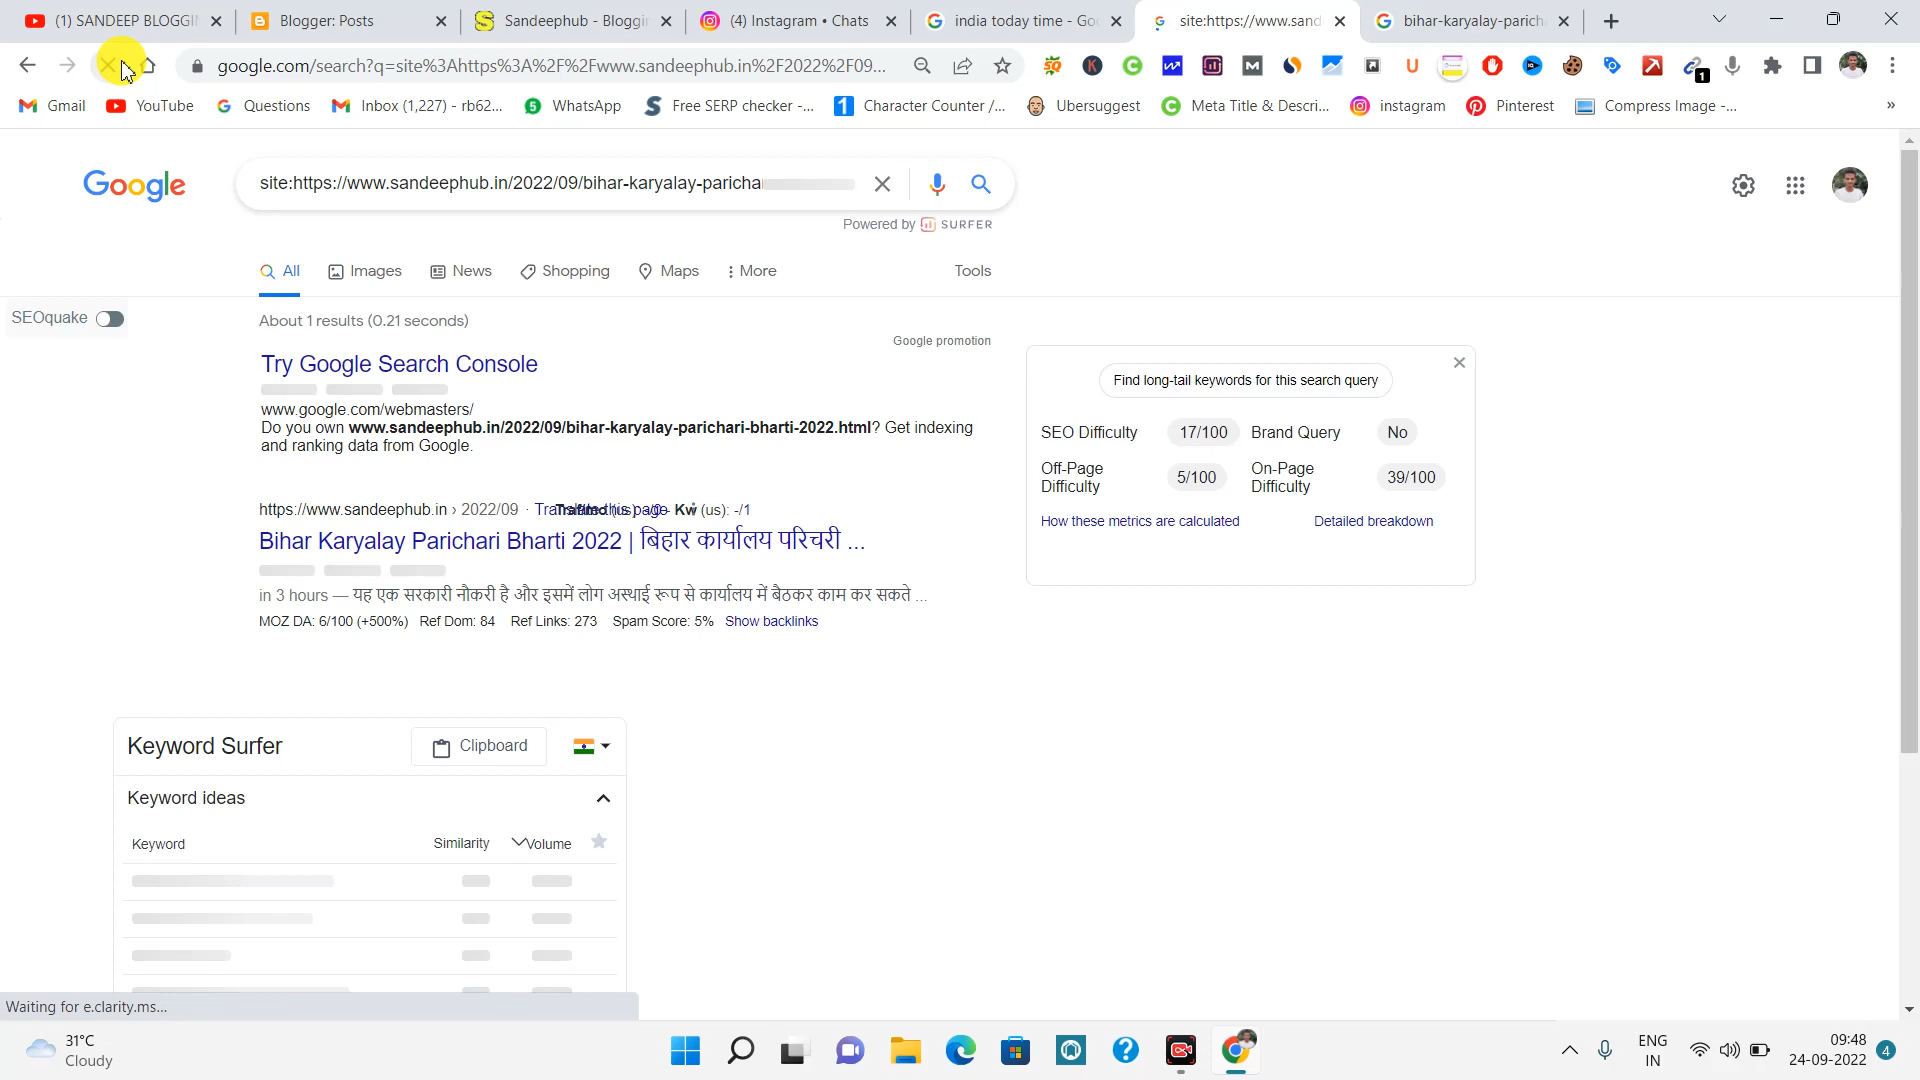 (1) SANDEEP BLOGGIN
Blogger: Posts
Sandeephub - Bloggin
(4) Instagram • Chats
india today time - Goo
site:https://www.sand
bihar-karyalay-parich
google.com/search?q=site%3Ahttps%3A%2F%2Fwww.sandeephub.in%2F2022%2F09...
Gmail
YouTube
Questions
Inbox (1,227) - rb62...
WhatsApp
Free SERP checker -...
Character Counter /...
Ubersuggest
Meta Title & Descri...
instagram
Pinterest
Compress Image -...
Google
site:https://www.sandeephub.in/2022/09/bihar-karyalay-paricha
Powered by SURFER
All
Images
News
Shopping
Maps
More
Tools
SEOquake
About 1 results (0.21 seconds)
Google promotion
Try Google Search Console
www.google.com/webmasters/
Do you own www.sandeephub.in/2022/09/bihar-karyalay-parichari-bharti-2022.html? Get indexing
and ranking data from Google.
https://www.sandeephub.in › 2022/09 · Kw (us): -/1
Bihar Karyalay Parichari Bharti 2022 | बिहार कार्यालय परिचरी ...
in 3 hours — यह एक सरकारी नौकरी है और इसमें लोग अस्थाई रूप से कार्यालय में बैठकर काम कर सकते ...
MOZ DA: 6/100 (+500%) Ref Dom: 84 Ref Links: 273 Spam Score: 5% Show backlinks
Find long-tail keywords for this search query
SEO Difficulty 17/100 Brand Query No
Off-Page Difficulty 5/100 On-Page Difficulty 39/100
How these metrics are calculated
Detailed breakdown
Keyword Surfer
Clipboard
Keyword ideas
Keyword Similarity Volume
Waiting for e.clarity.ms...
31°C
Cloudy
ENG
IN
09:48
24-09-2022
4